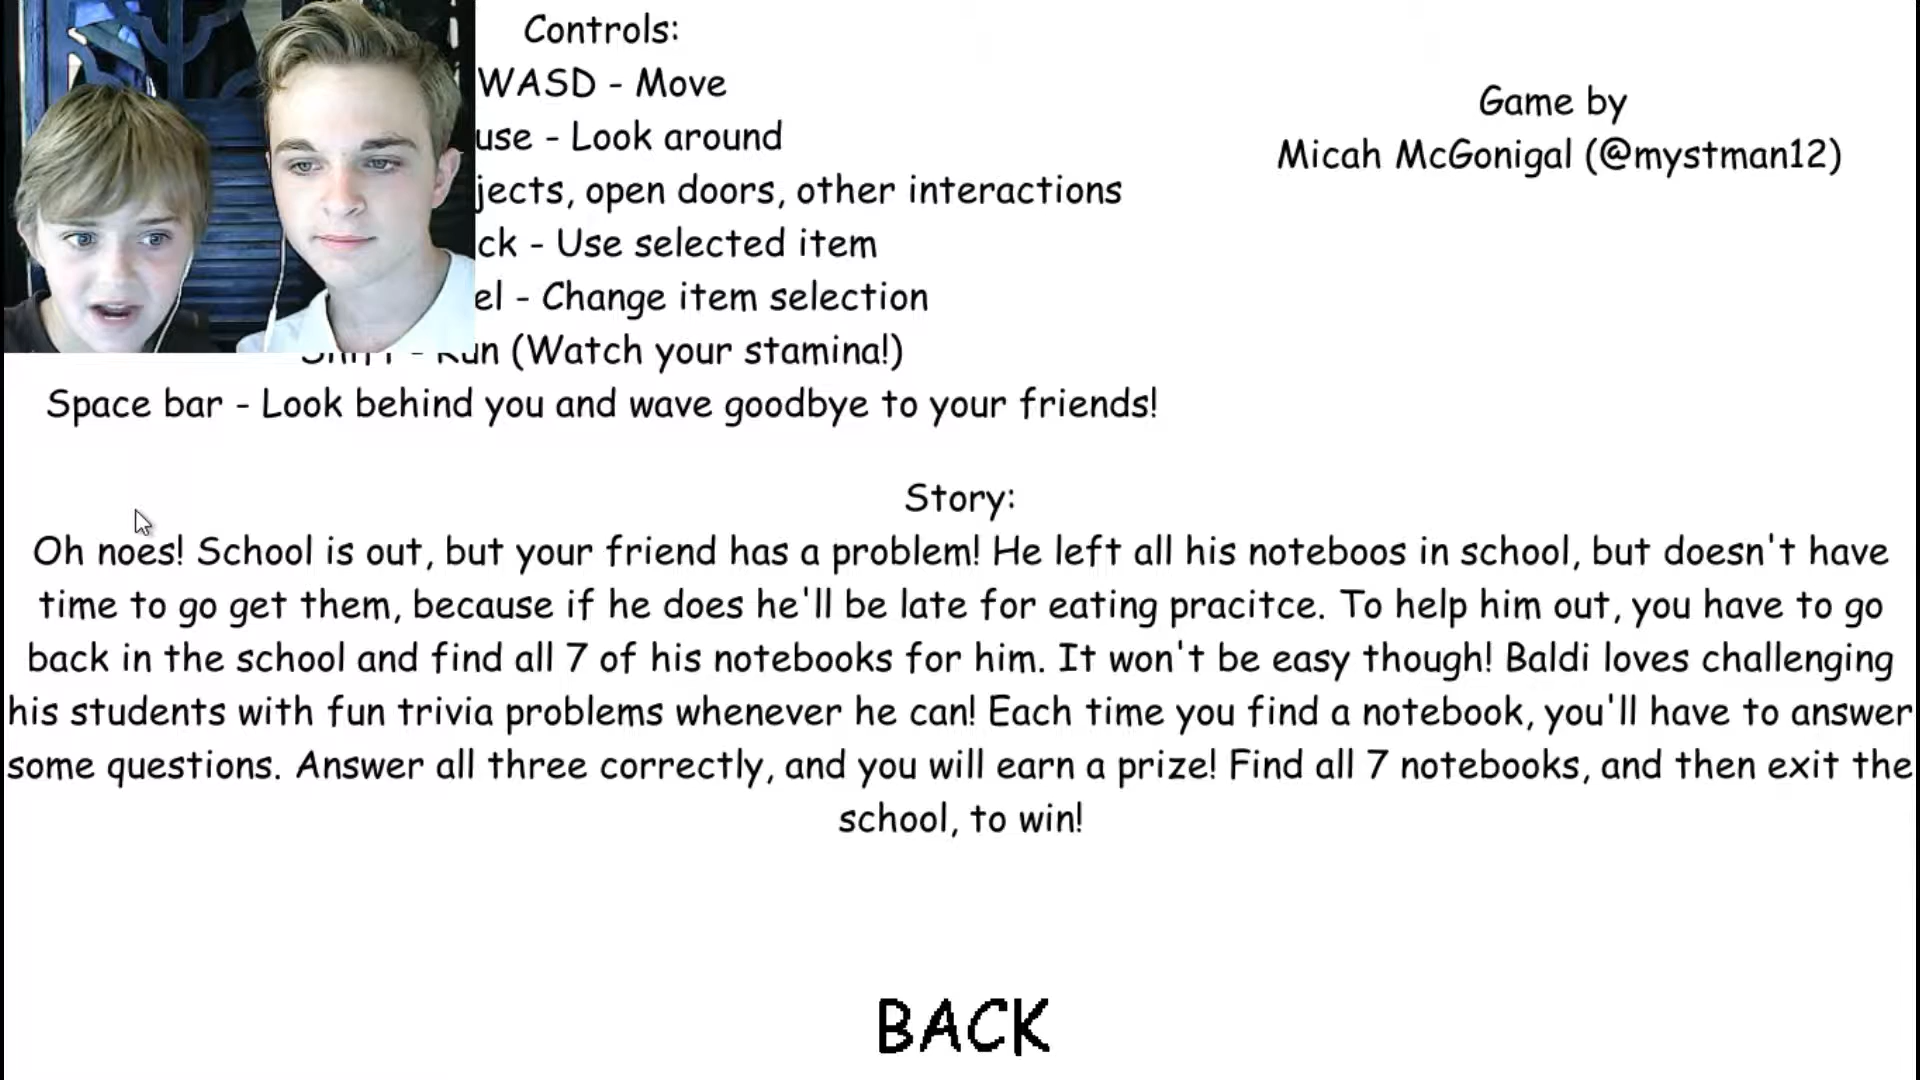 Controls:
WASD - Move
use - Look around
jects, open doors, other interactions
ck - Use selected item
el - Change item selection
Shift - Run (Watch your stamina!)
Space bar - Look behind you and wave goodbye to your friends!
Game by
Micah McGonigal (@mystman12)
Story:
Oh noes! School is out, but your friend has a problem! He left all his noteboos in school, but doesn't have
time to go get them, because if he does he'll be late for eating pracitce. To help him out, you have to go
back in the school and find all 7 of his notebooks for him. It won't be easy though! Baldi loves challenging
his students with fun trivia problems whenever he can! Each time you find a notebook, you'll have to answer
some questions. Answer all three correctly, and you will earn a prize! Find all 7 notebooks, and then exit the
school, to win!
BACK